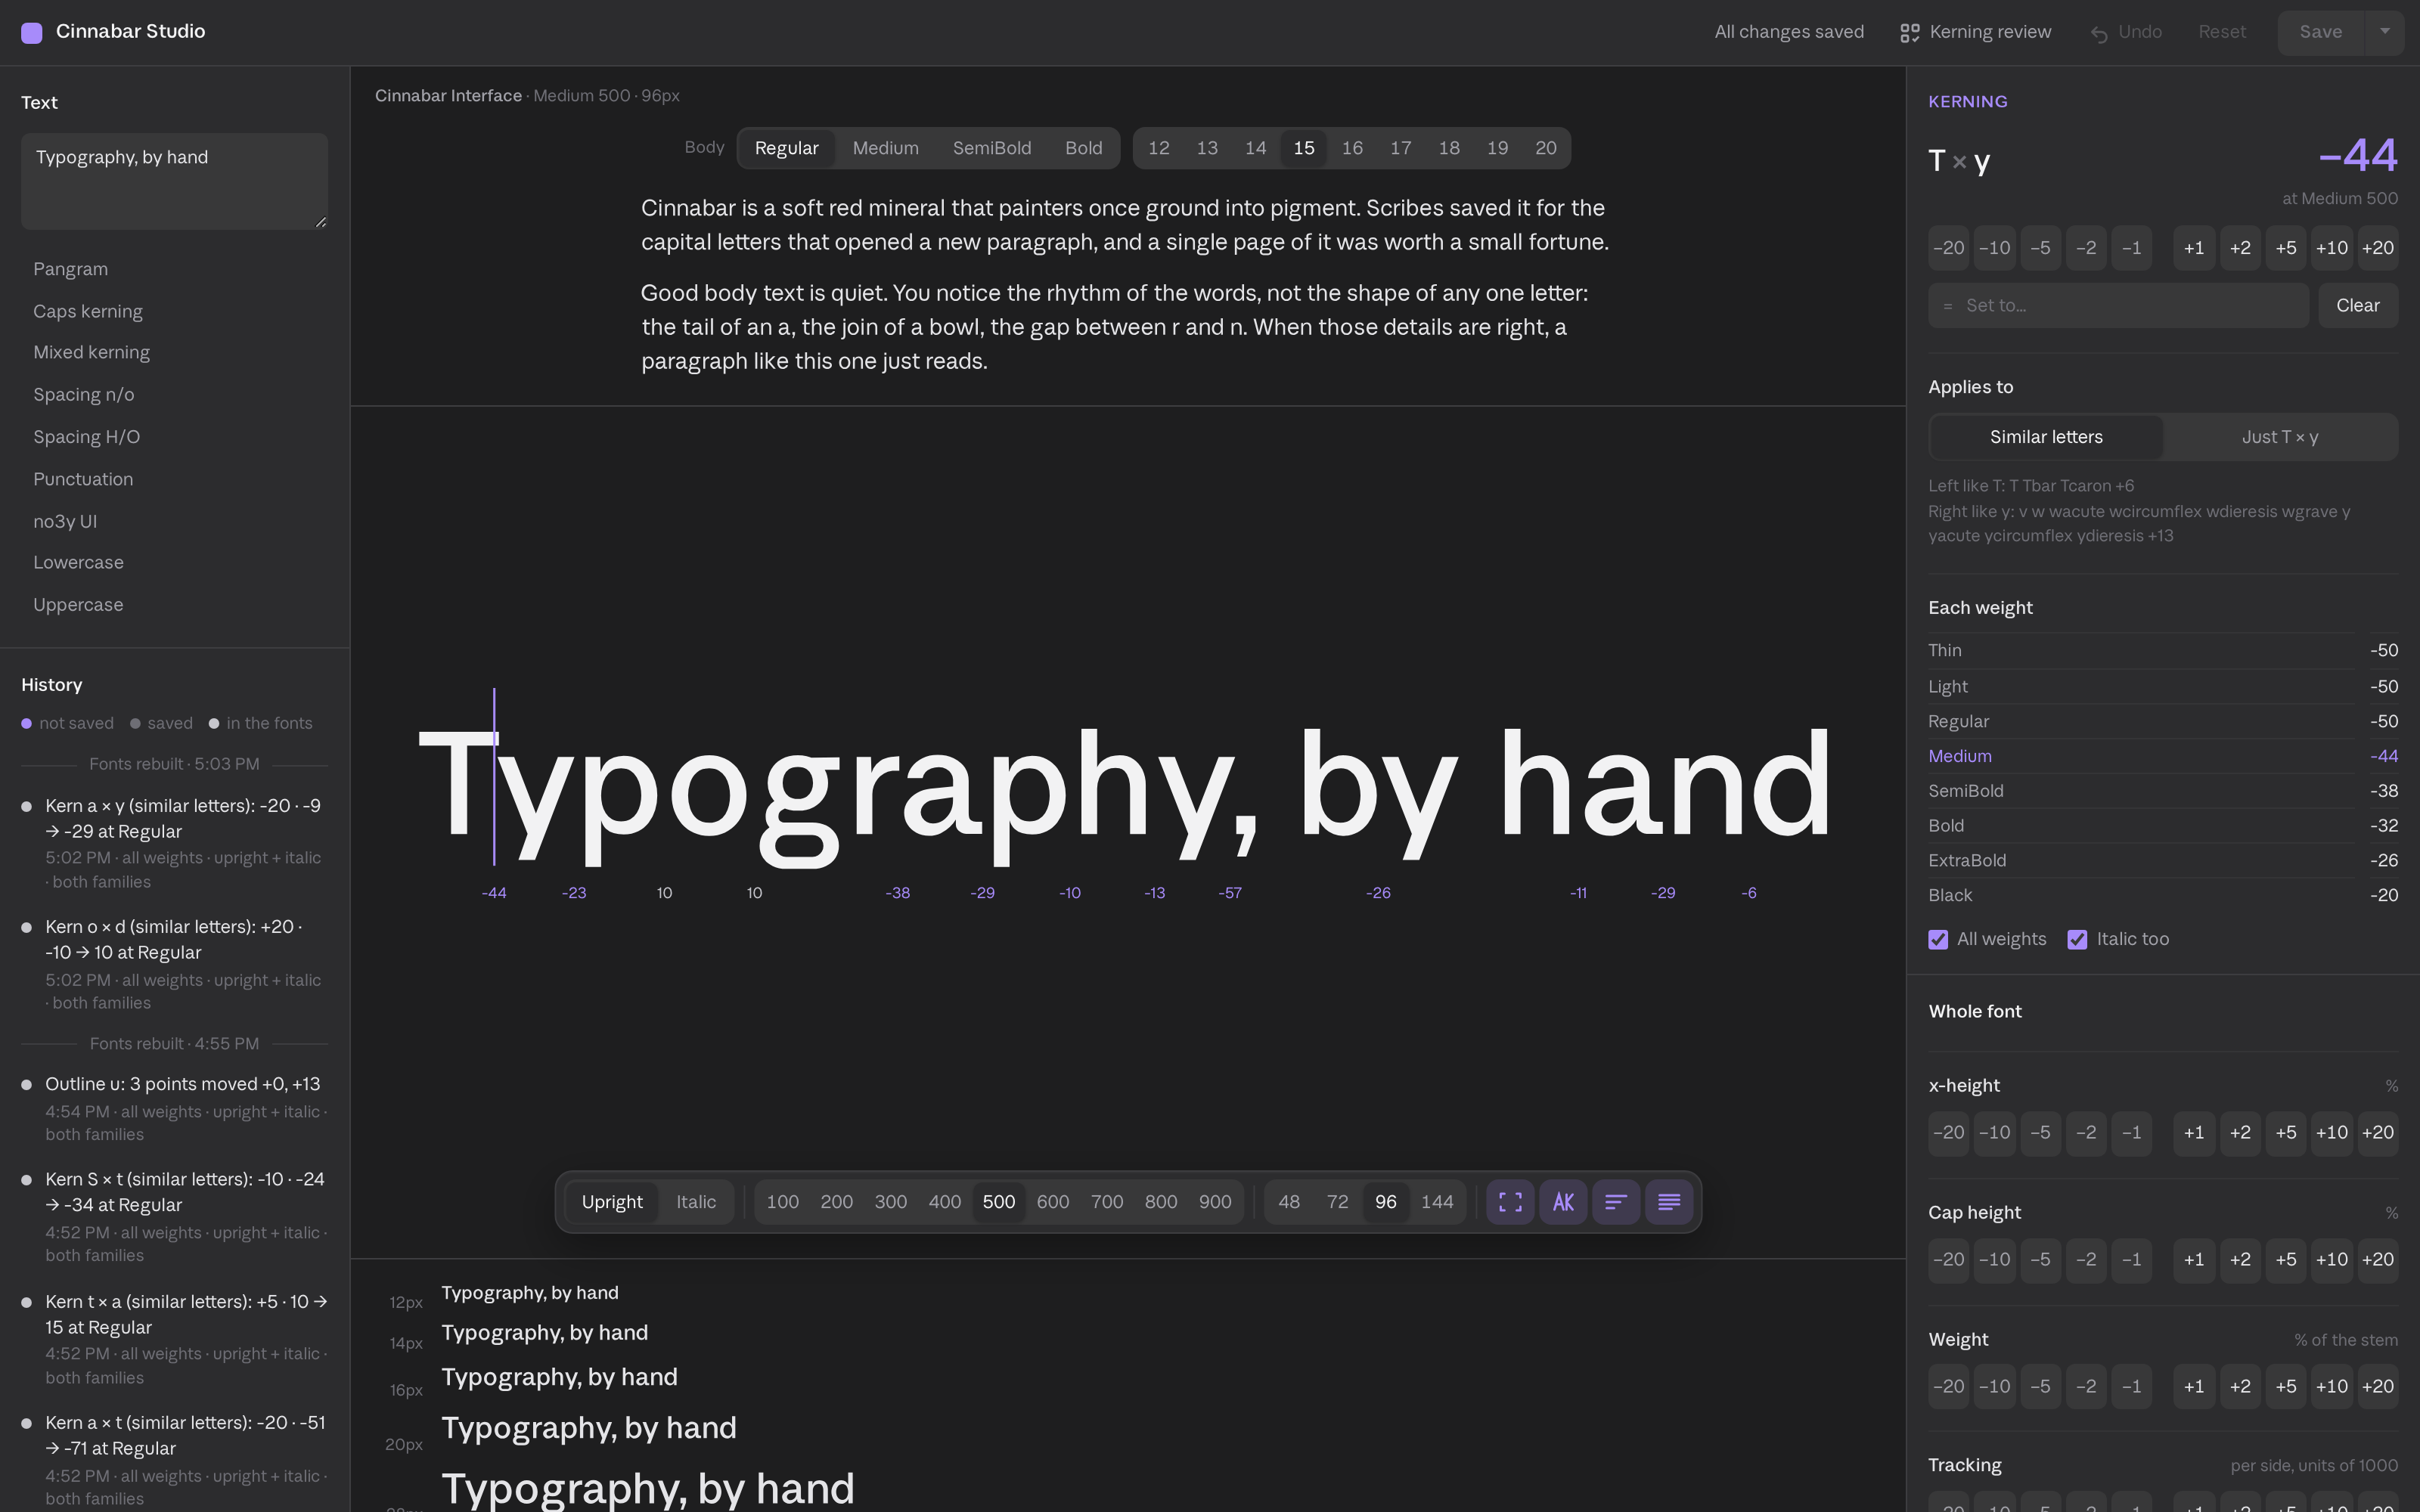 Cinnabar Studio
All changes saved
Kerning review
Undo
Reset
Save
Text
Typography, by hand
Pangram
Caps kerning
Mixed kerning
Spacing n/o
Spacing H/O
Punctuation
no3y UI
Lowercase
Uppercase
History
not saved
saved
in the fonts
Fonts rebuilt · 5:03 PM
Kern a × y (similar letters): -20 · -9
→ -29 at Regular
5:02 PM · all weights · upright + italic
· both families
Kern o × d (similar letters): +20 ·
-10 → 10 at Regular
5:02 PM · all weights · upright + italic
· both families
Fonts rebuilt · 4:55 PM
Outline u: 3 points moved +0, +13
4:54 PM · all weights · upright + italic ·
both families
Kern S × t (similar letters): -10 · -24
→ -34 at Regular
4:52 PM · all weights · upright + italic ·
both families
Kern t × a (similar letters): +5 · 10 →
15 at Regular
4:52 PM · all weights · upright + italic ·
both families
Kern a × t (similar letters): -20 · -51
→ -71 at Regular
4:52 PM · all weights · upright + italic ·
both families
Cinnabar Interface · Medium 500 · 96px
Body Regular Medium SemiBold Bold 12 13 14 15 16 17 18 19 20
Cinnabar is a soft red mineral that painters once ground into pigment. Scribes saved it for the
capital letters that opened a new paragraph, and a single page of it was worth a small fortune.
Good body text is quiet. You notice the rhythm of the words, not the shape of any one letter:
the tail of an a, the join of a bowl, the gap between r and n. When those details are right, a
paragraph like this one just reads.
Typography, by hand
-44 -23 10 10 -38 -29 -10 -13 -57 -26 -11 -29 -6
Upright Italic 100 200 300 400 500 600 700 800 900 48 72 96 144 AK
12px Typography, by hand
14px Typography, by hand
16px Typography, by hand
20px Typography, by hand
Typography, by hand
KERNING
T × y −44
at Medium 500
−20 −10 −5 −2 −1 +1 +2 +5 +10 +20
= Set to... Clear
Applies to
Similar letters Just T × y
Left like T: T Tbar Tcaron +6
Right like y: v w wacute wcircumflex wdieresis wgrave y
yacute ycircumflex ydieresis +13
Each weight
Thin -50
Light -50
Regular -50
Medium -44
SemiBold -38
Bold -32
ExtraBold -26
Black -20
All weights Italic too
Whole font
x-height %
−20 −10 −5 −2 −1 +1 +2 +5 +10 +20
Cap height %
−20 −10 −5 −2 −1 +1 +2 +5 +10 +20
Weight % of the stem
−20 −10 −5 −2 −1 +1 +2 +5 +10 +20
Tracking per side, units of 1000